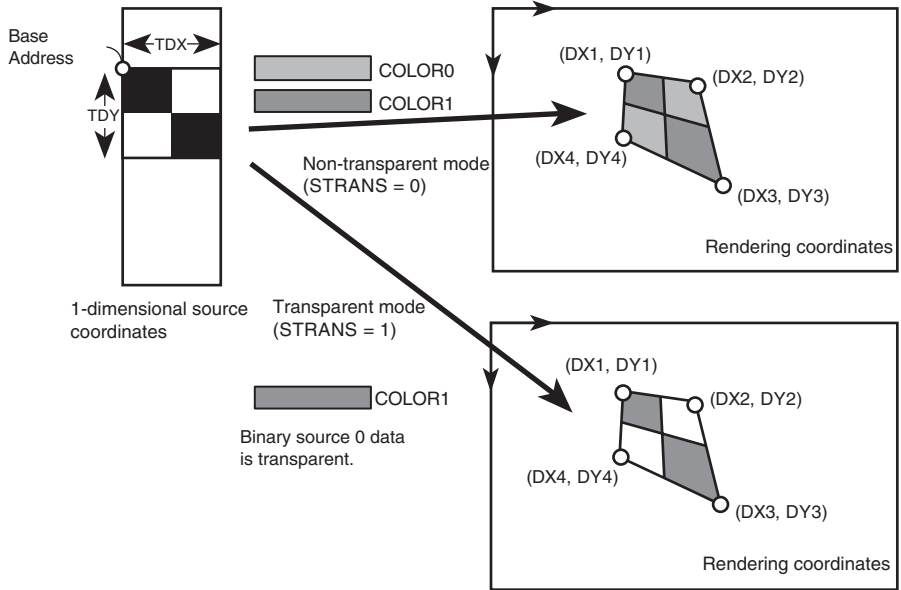 Base
Address
TDX
TDY
COLOR0
COLOR1
Non-transparent mode
(STRANS = 0)
(DX1, DY1)
(DX2, DY2)
(DX4, DY4)
(DX3, DY3)
Rendering coordinates
1-dimensional source
coordinates
Transparent mode
(STRANS = 1)
COLOR1
Binary source 0 data
is transparent.
(DX1, DY1)
(DX2, DY2)
(DX4, DY4)
(DX3, DY3)
Rendering coordinates